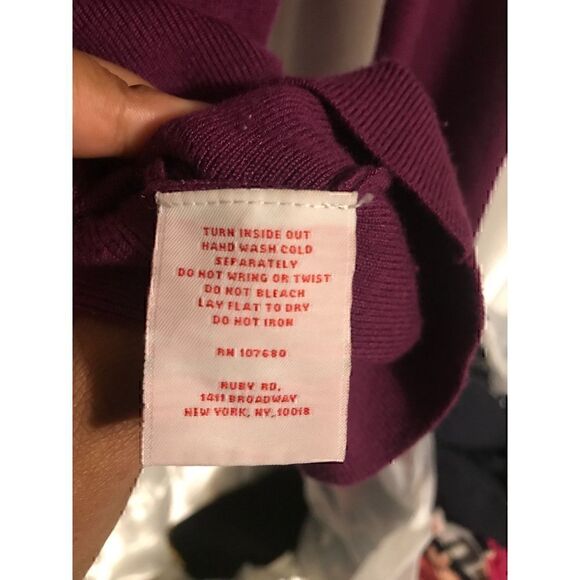 TURN INSIDE OUT
HAND WASH COLD
SEPARATELY
DO NOT WRING OR TWIST
DO NOT BLEACH
LAY FLAT TO DRY
DO NOT IRON
RN 107680
RUBY RD.
1411 BROADWAY
NEW YORK, NY, 10018